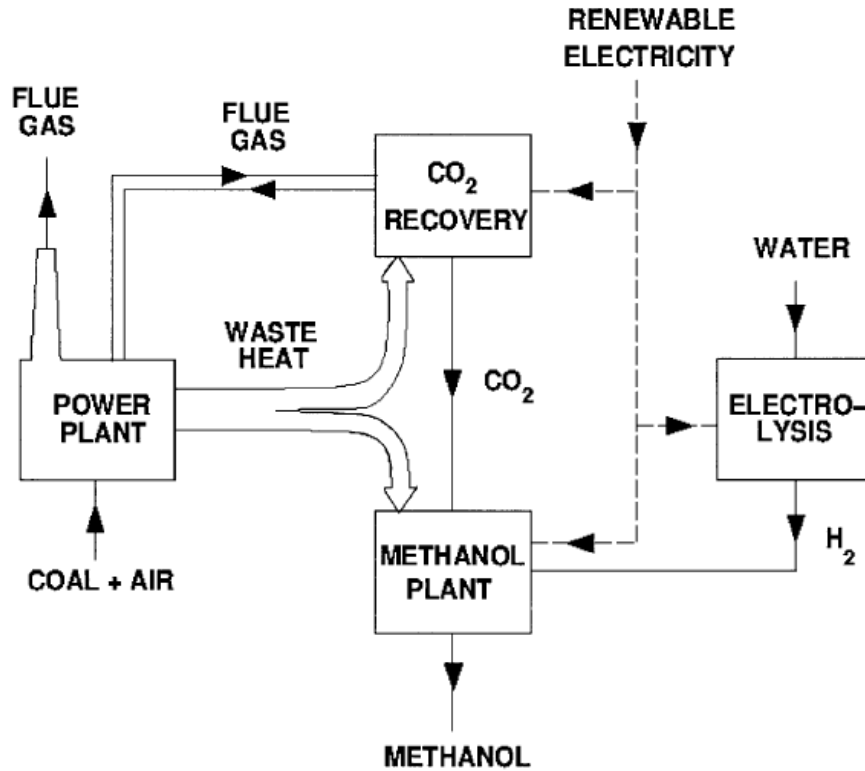 RENEWABLE
ELECTRICITY
FLUE
GAS
FLUE
GAS
CO2
RECOVERY
WATER
WASTE
HEAT
CO2
POWER
PLANT
ELECTRO–
LYSIS
COAL + AIR
METHANOL
PLANT
H2
METHANOL